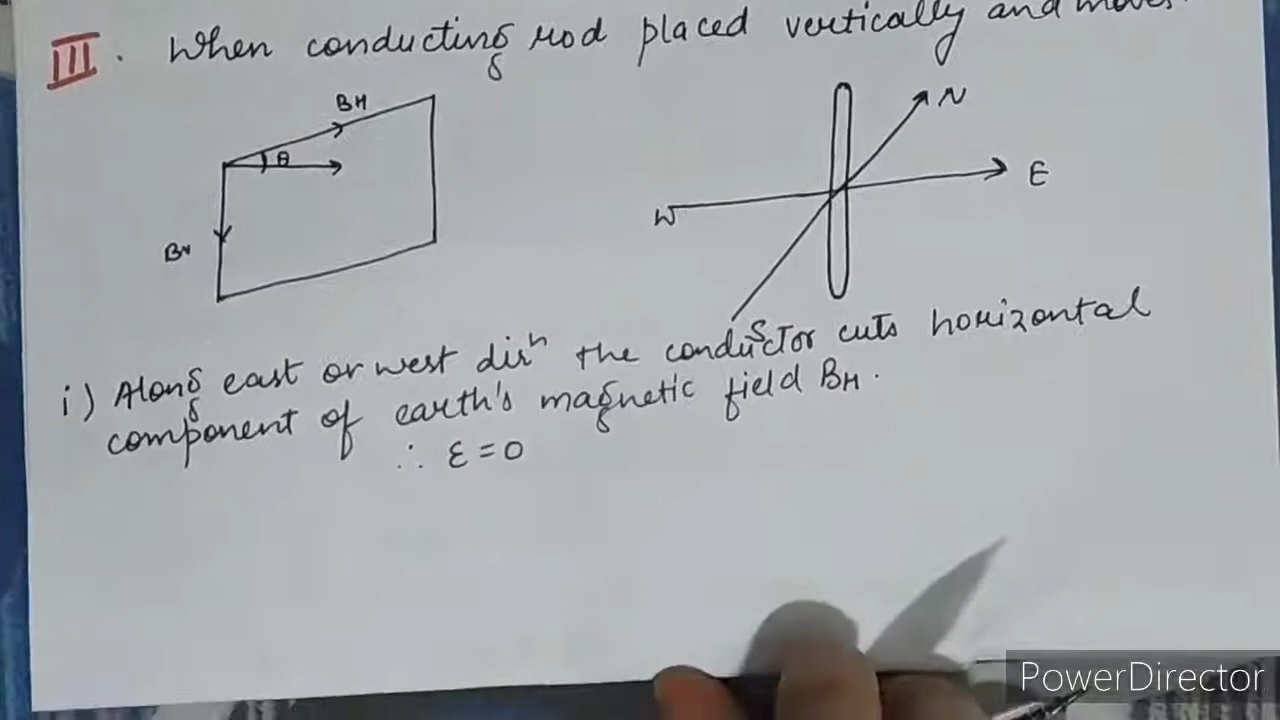 III. When conducting rod placed vertically and moves
BH
θ
Bv
N
E
W
S
i) Along east or west dirⁿ the conductor cuts horizontal
component of earth's magnetic field BH.
∴ ε = 0
PowerDirector